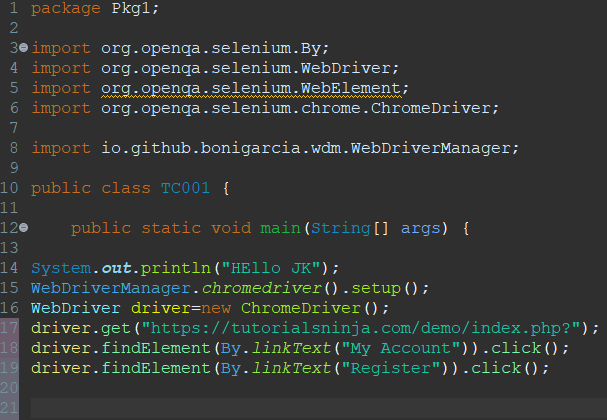 1 package Pkg1;
2
3 import org.openqa.selenium.By;
4 import org.openqa.selenium.WebDriver;
5 import org.openqa.selenium.WebElement;
6 import org.openqa.selenium.chrome.ChromeDriver;
7
8 import io.github.bonigarcia.wdm.WebDriverManager;
9
10 public class TC001 {
11
12     public static void main(String[] args) {
13
14 System.out.println("HEllo JK");
15 WebDriverManager.chromedriver().setup();
16 WebDriver driver=new ChromeDriver();
17 driver.get("https://tutorialsninja.com/demo/index.php?");
18 driver.findElement(By.linkText("My Account")).click();
19 driver.findElement(By.linkText("Register")).click();
20
21